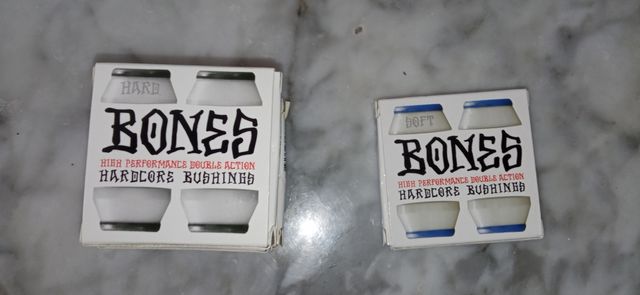 HARD
BONES
HIGH PERFORMANCE DOUBLE ACTION
HARDCORE BUSHINGS
SOFT
BONES
HIGH PERFORMANCE DOUBLE ACTION
HARDCORE BUSHINGS